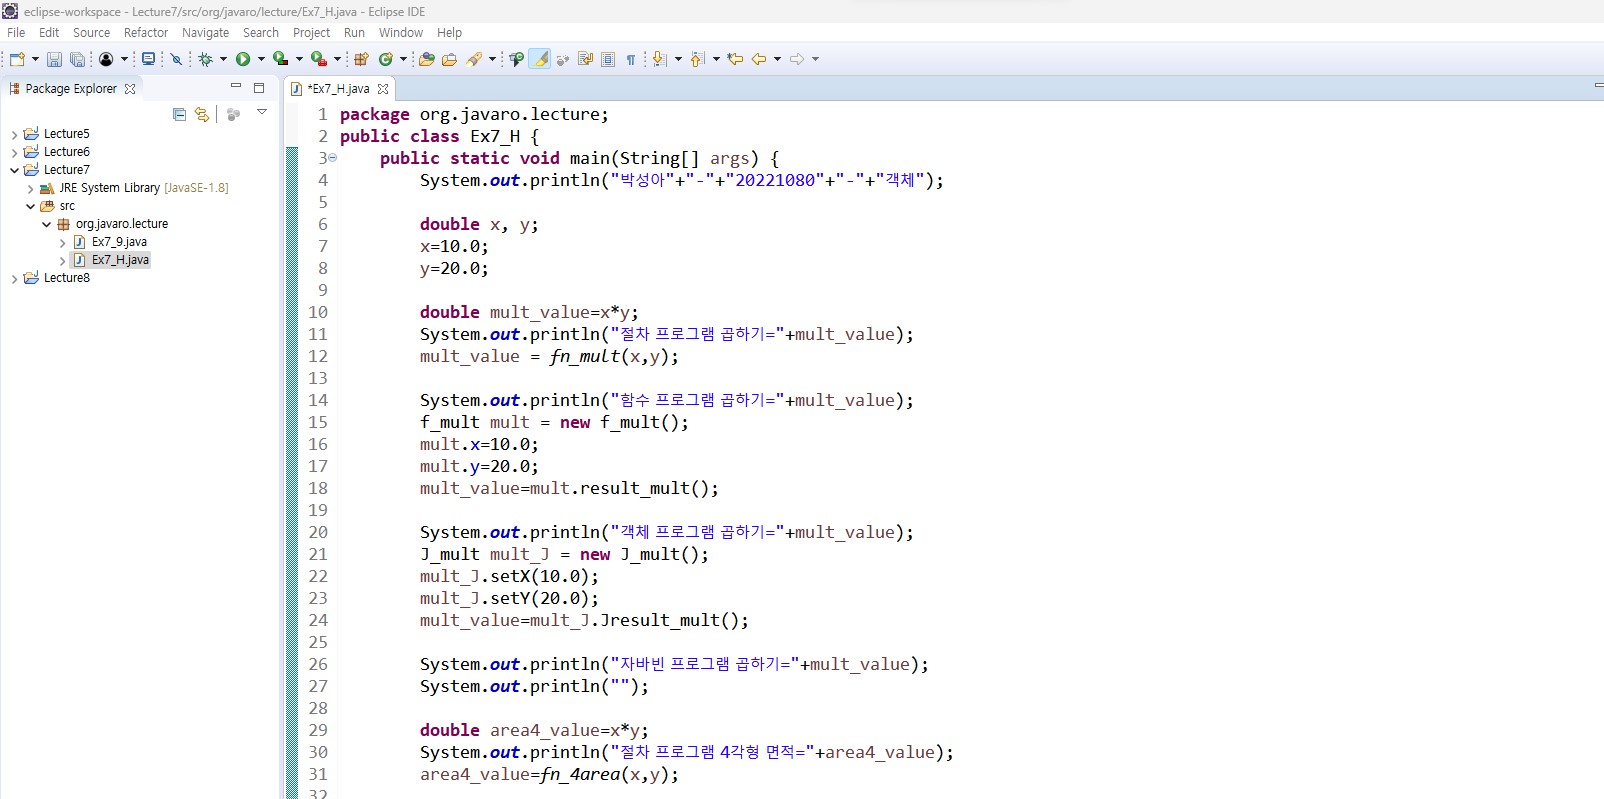 eclipse-workspace - Lecture7/src/org/javaro/lecture/Ex7_H.java - Eclipse IDE
File Edit Source Refactor Navigate Search Project Run Window Help
Package Explorer
*Ex7_H.java
Lecture5
Lecture6
Lecture7
JRE System Library [JavaSE-1.8]
src
org.javaro.lecture
Ex7_9.java
Ex7_H.java
Lecture8
1 package org.javaro.lecture;
2 public class Ex7_H {
3 public static void main(String[] args) {
4 System.out.println("박성아"+"-"+"20221080"+"-"+"객체");
5
6 double x, y;
7 x=10.0;
8 y=20.0;
9
10 double mult_value=x*y;
11 System.out.println("절차 프로그램 곱하기="+mult_value);
12 mult_value = fn_mult(x,y);
13
14 System.out.println("함수 프로그램 곱하기="+mult_value);
15 f_mult mult = new f_mult();
16 mult.x=10.0;
17 mult.y=20.0;
18 mult_value=mult.result_mult();
19
20 System.out.println("객체 프로그램 곱하기="+mult_value);
21 J_mult mult_J = new J_mult();
22 mult_J.setX(10.0);
23 mult_J.setY(20.0);
24 mult_value=mult_J.Jresult_mult();
25
26 System.out.println("자바빈 프로그램 곱하기="+mult_value);
27 System.out.println("");
28
29 double area4_value=x*y;
30 System.out.println("절차 프로그램 4각형 면적="+area4_value);
31 area4_value=fn_4area(x,y);
32